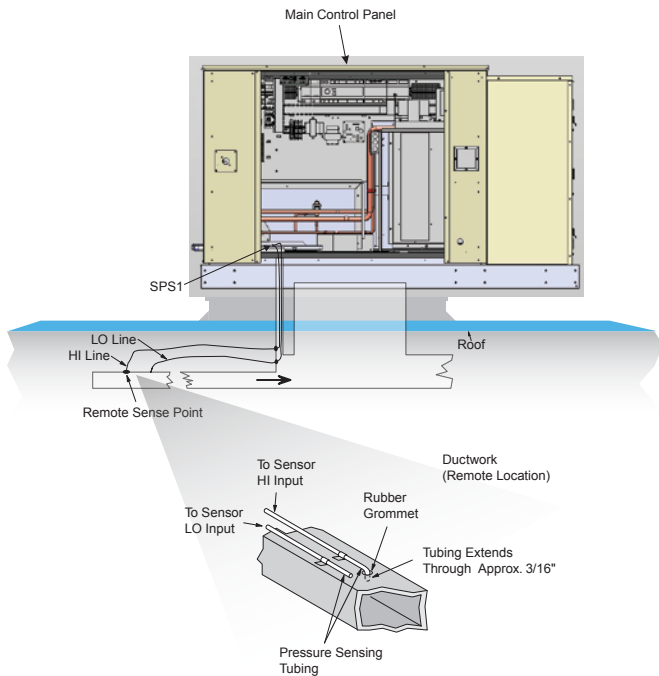 Main Control Panel
SPS1
LO Line
HI Line
Roof
Remote Sense Point
Ductwork
(Remote Location)
To Sensor
HI Input
Rubber
Grommet
To Sensor
LO Input
Tubing Extends
Through Approx. 3/16"
Pressure Sensing
Tubing